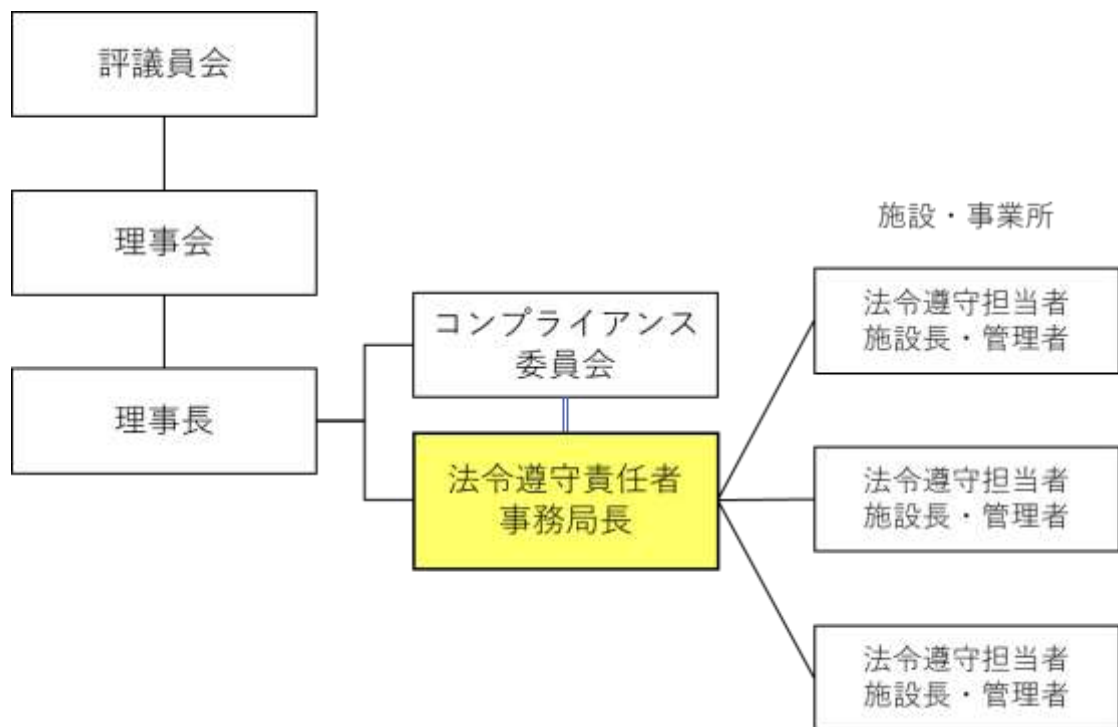 評議員会
理事会
理事長
コンプライアンス
委員会
法令遵守責任者
事務局長
施設・事業所
法令遵守担当者
施設長・管理者
法令遵守担当者
施設長・管理者
法令遵守担当者
施設長・管理者